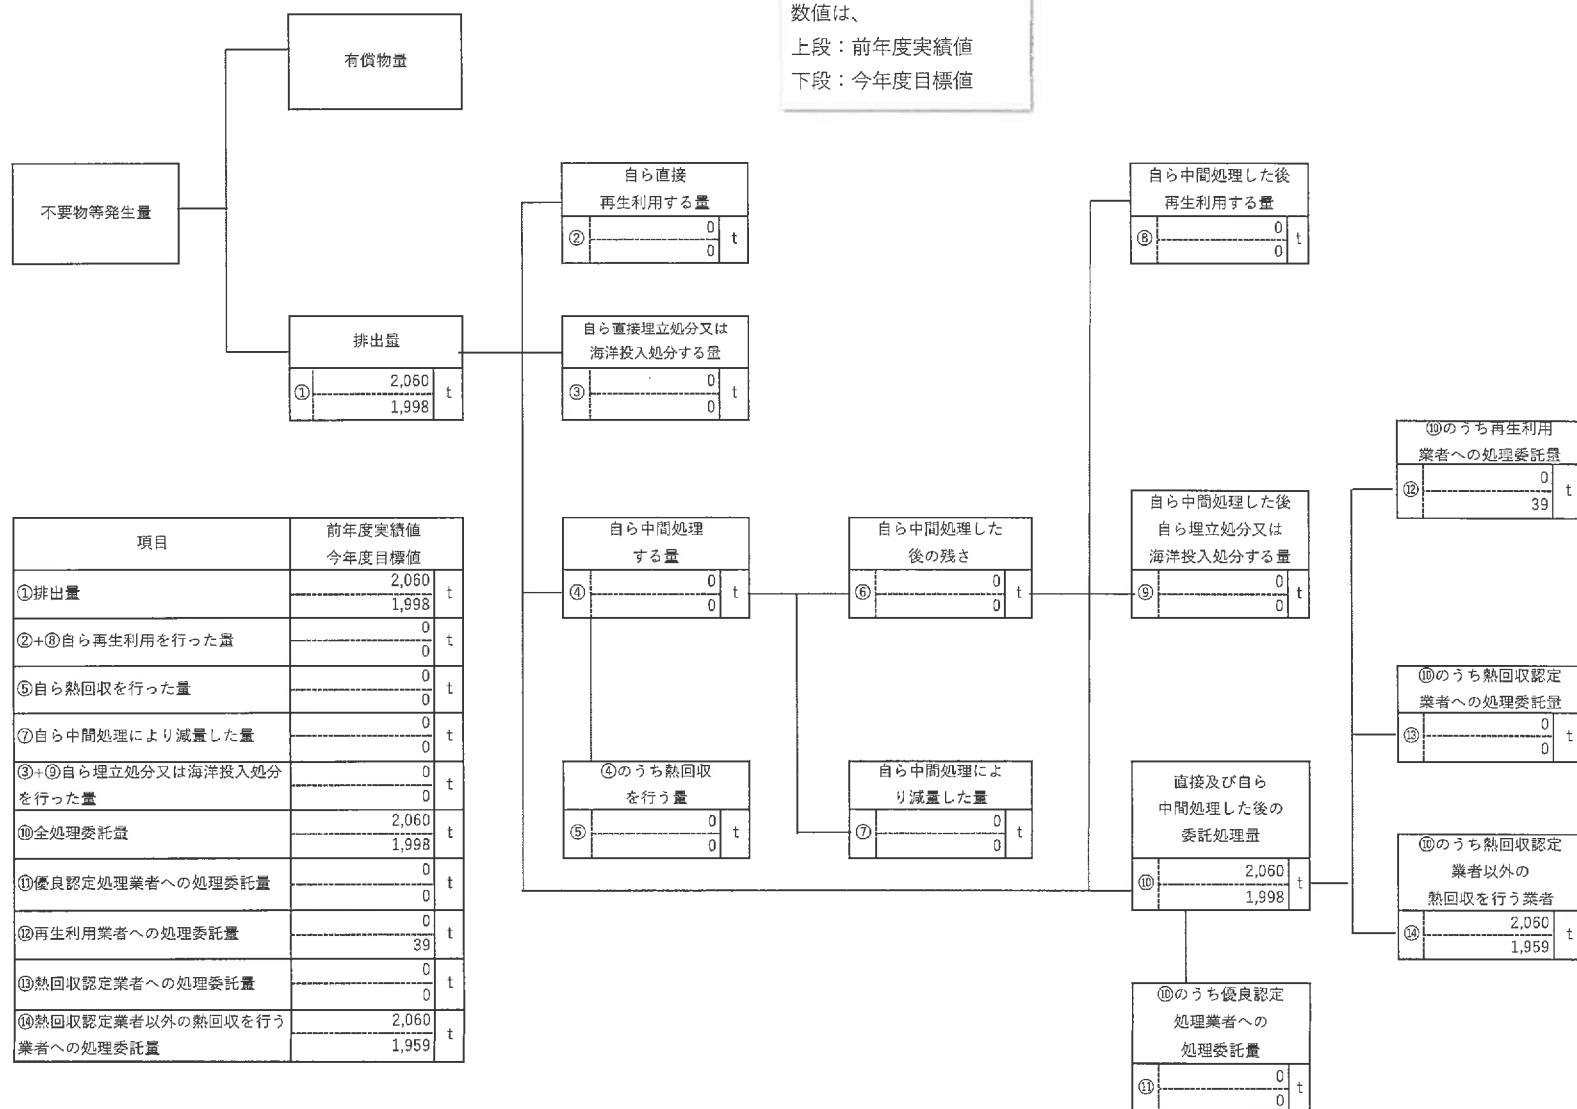 数値は、
上段：前年度実績値
下段：今年度目標値
有償物量
不要物等発生量
排出量
① 2,060 t
1,998
自ら直接
再生利用する量
② 0 t
0
自ら直接埋立処分又は
海洋投入処分する量
③ 0 t
0
自ら中間処理
する量
④ 0 t
0
④のうち熱回収
を行う量
⑤ 0 t
0
自ら中間処理した
後の残さ
⑥ 0 t
0
自ら中間処理によ
り減量した量
⑦ 0 t
0
自ら中間処理した後
再生利用する量
⑧ 0 t
0
自ら中間処理した後
自ら埋立処分又は
海洋投入処分する量
⑨ 0 t
0
直接及び自ら
中間処理した後の
委託処理量
⑩ 2,060 t
1,998
⑩のうち優良認定
処理業者への
処理委託量
⑪ 0 t
0
⑩のうち再生利用
業者への処理委託量
⑫ 0 t
39
⑩のうち熱回収認定
業者への処理委託量
⑬ 0 t
0
⑩のうち熱回収認定
業者以外の
熱回収を行う業者
⑭ 2,060 t
1,959
項目 前年度実績値
今年度目標値
①排出量 2,060 t
1,998
②+⑧自ら再生利用を行った量 0 t
0
⑤自ら熱回収を行った量 0 t
0
⑦自ら中間処理により減量した量 0 t
0
③+⑨自ら埋立処分又は海洋投入処分 0 t
を行った量 0
⑩全処理委託量 2,060 t
1,998
⑪優良認定処理業者への処理委託量 0 t
0
⑫再生利用業者への処理委託量 0 t
39
⑬熱回収認定業者への処理委託量 0 t
0
⑭熱回収認定業者以外の熱回収を行う 2,060 t
業者への処理委託量 1,959